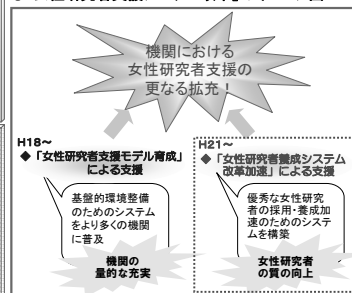 機関における
女性研究者支援の
更なる拡充！
H18～
◆「女性研究者支援モデル育成」
による支援
基盤的環境整備
のためのシステム
をより多くの機関
に普及
機関の
量的な充実
H21～
◆「女性研究者養成システム
改革加速」による支援
優秀な女性研究
者の採用・養成加
速のためのシステ
ムを構築
女性研究者
の質の向上